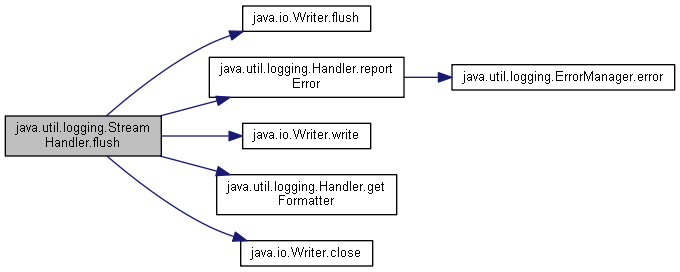 java.io.Writer.flush
java.util.logging.Handler.report
Error
java.util.logging.ErrorManager.error
java.util.logging.Stream
Handler.flush
java.io.Writer.write
java.util.logging.Handler.get
Formatter
java.io.Writer.close